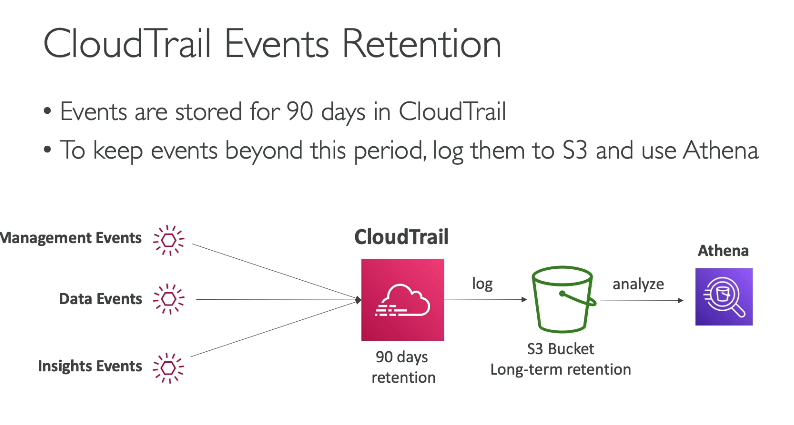 CloudTrail Events Retention
• Events are stored for 90 days in CloudTrail
• To keep events beyond this period, log them to S3 and use Athena
Management Events
Data Events
Insights Events
CloudTrail
90 days
retention
log
S3 Bucket
Long-term retention
analyze
Athena